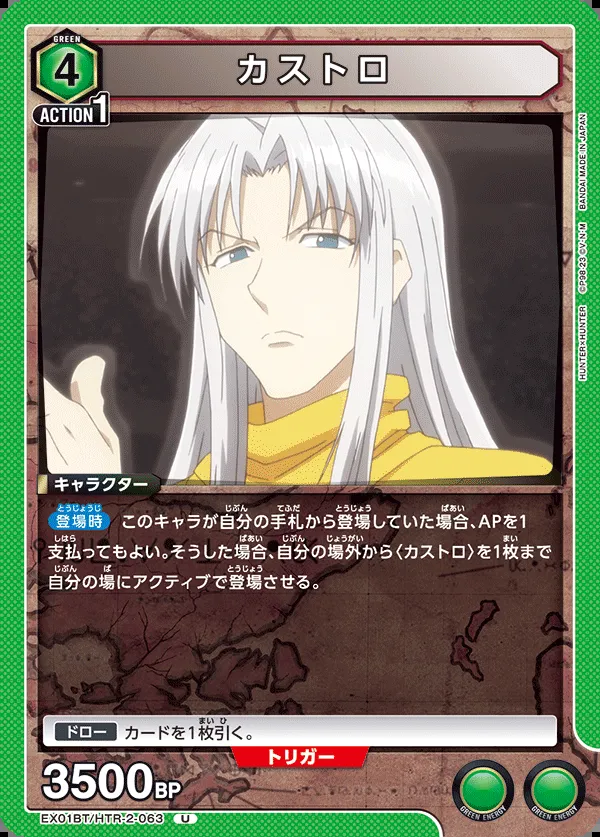 GREEN
4
カストロ
ACTION 1
HUNTER×HUNTER ©P98-23 ©V·N·M BANDAI MADE IN JAPAN
キャラクター
登場時 このキャラが自分の手札から登場していた場合、APを1
支払ってもよい。そうした場合、自分の場外から〈カストロ〉を1枚まで
自分の場にアクティブで登場させる。
ドロー カードを1枚引く。
トリガー
3500BP
GREEN ENERGY GREEN ENERGY
EX01BT/HTR-2-063 U